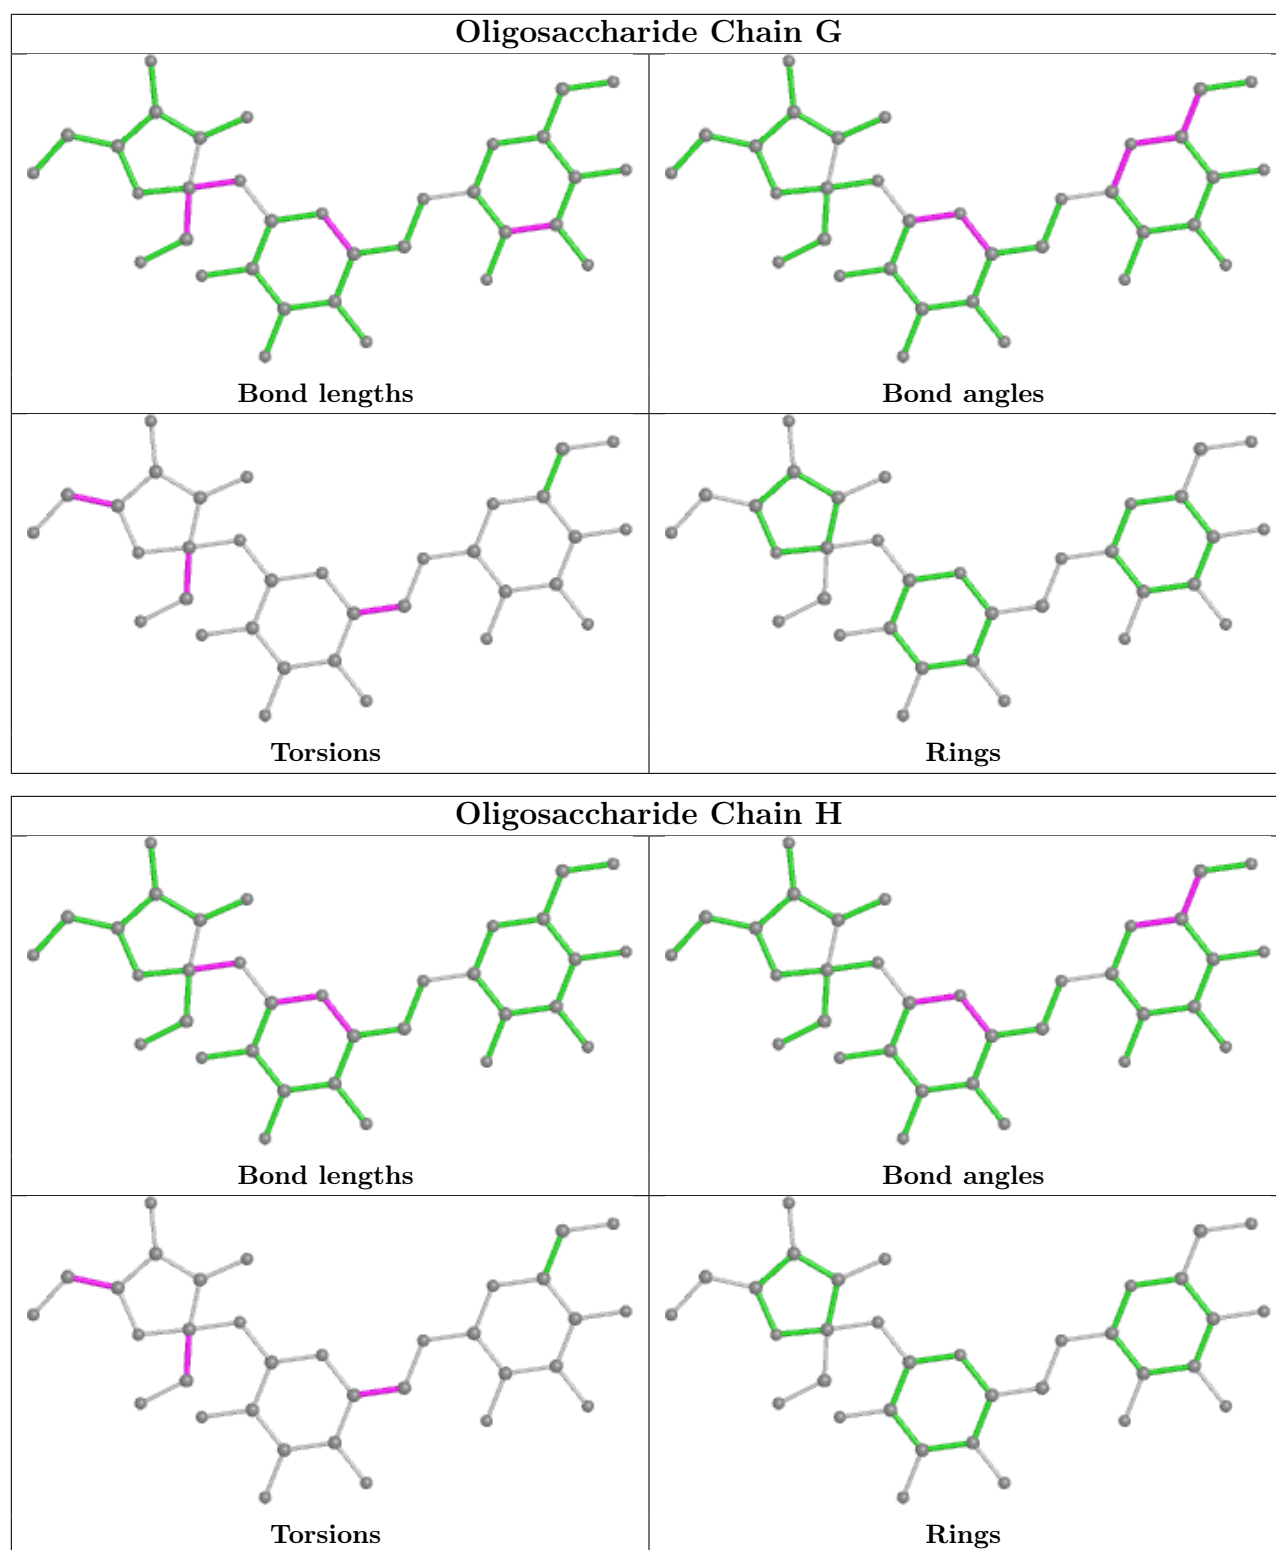 Oligosaccharide Chain G
Bond lengths
Bond angles
Torsions
Rings
Oligosaccharide Chain H
Bond lengths
Bond angles
Torsions
Rings